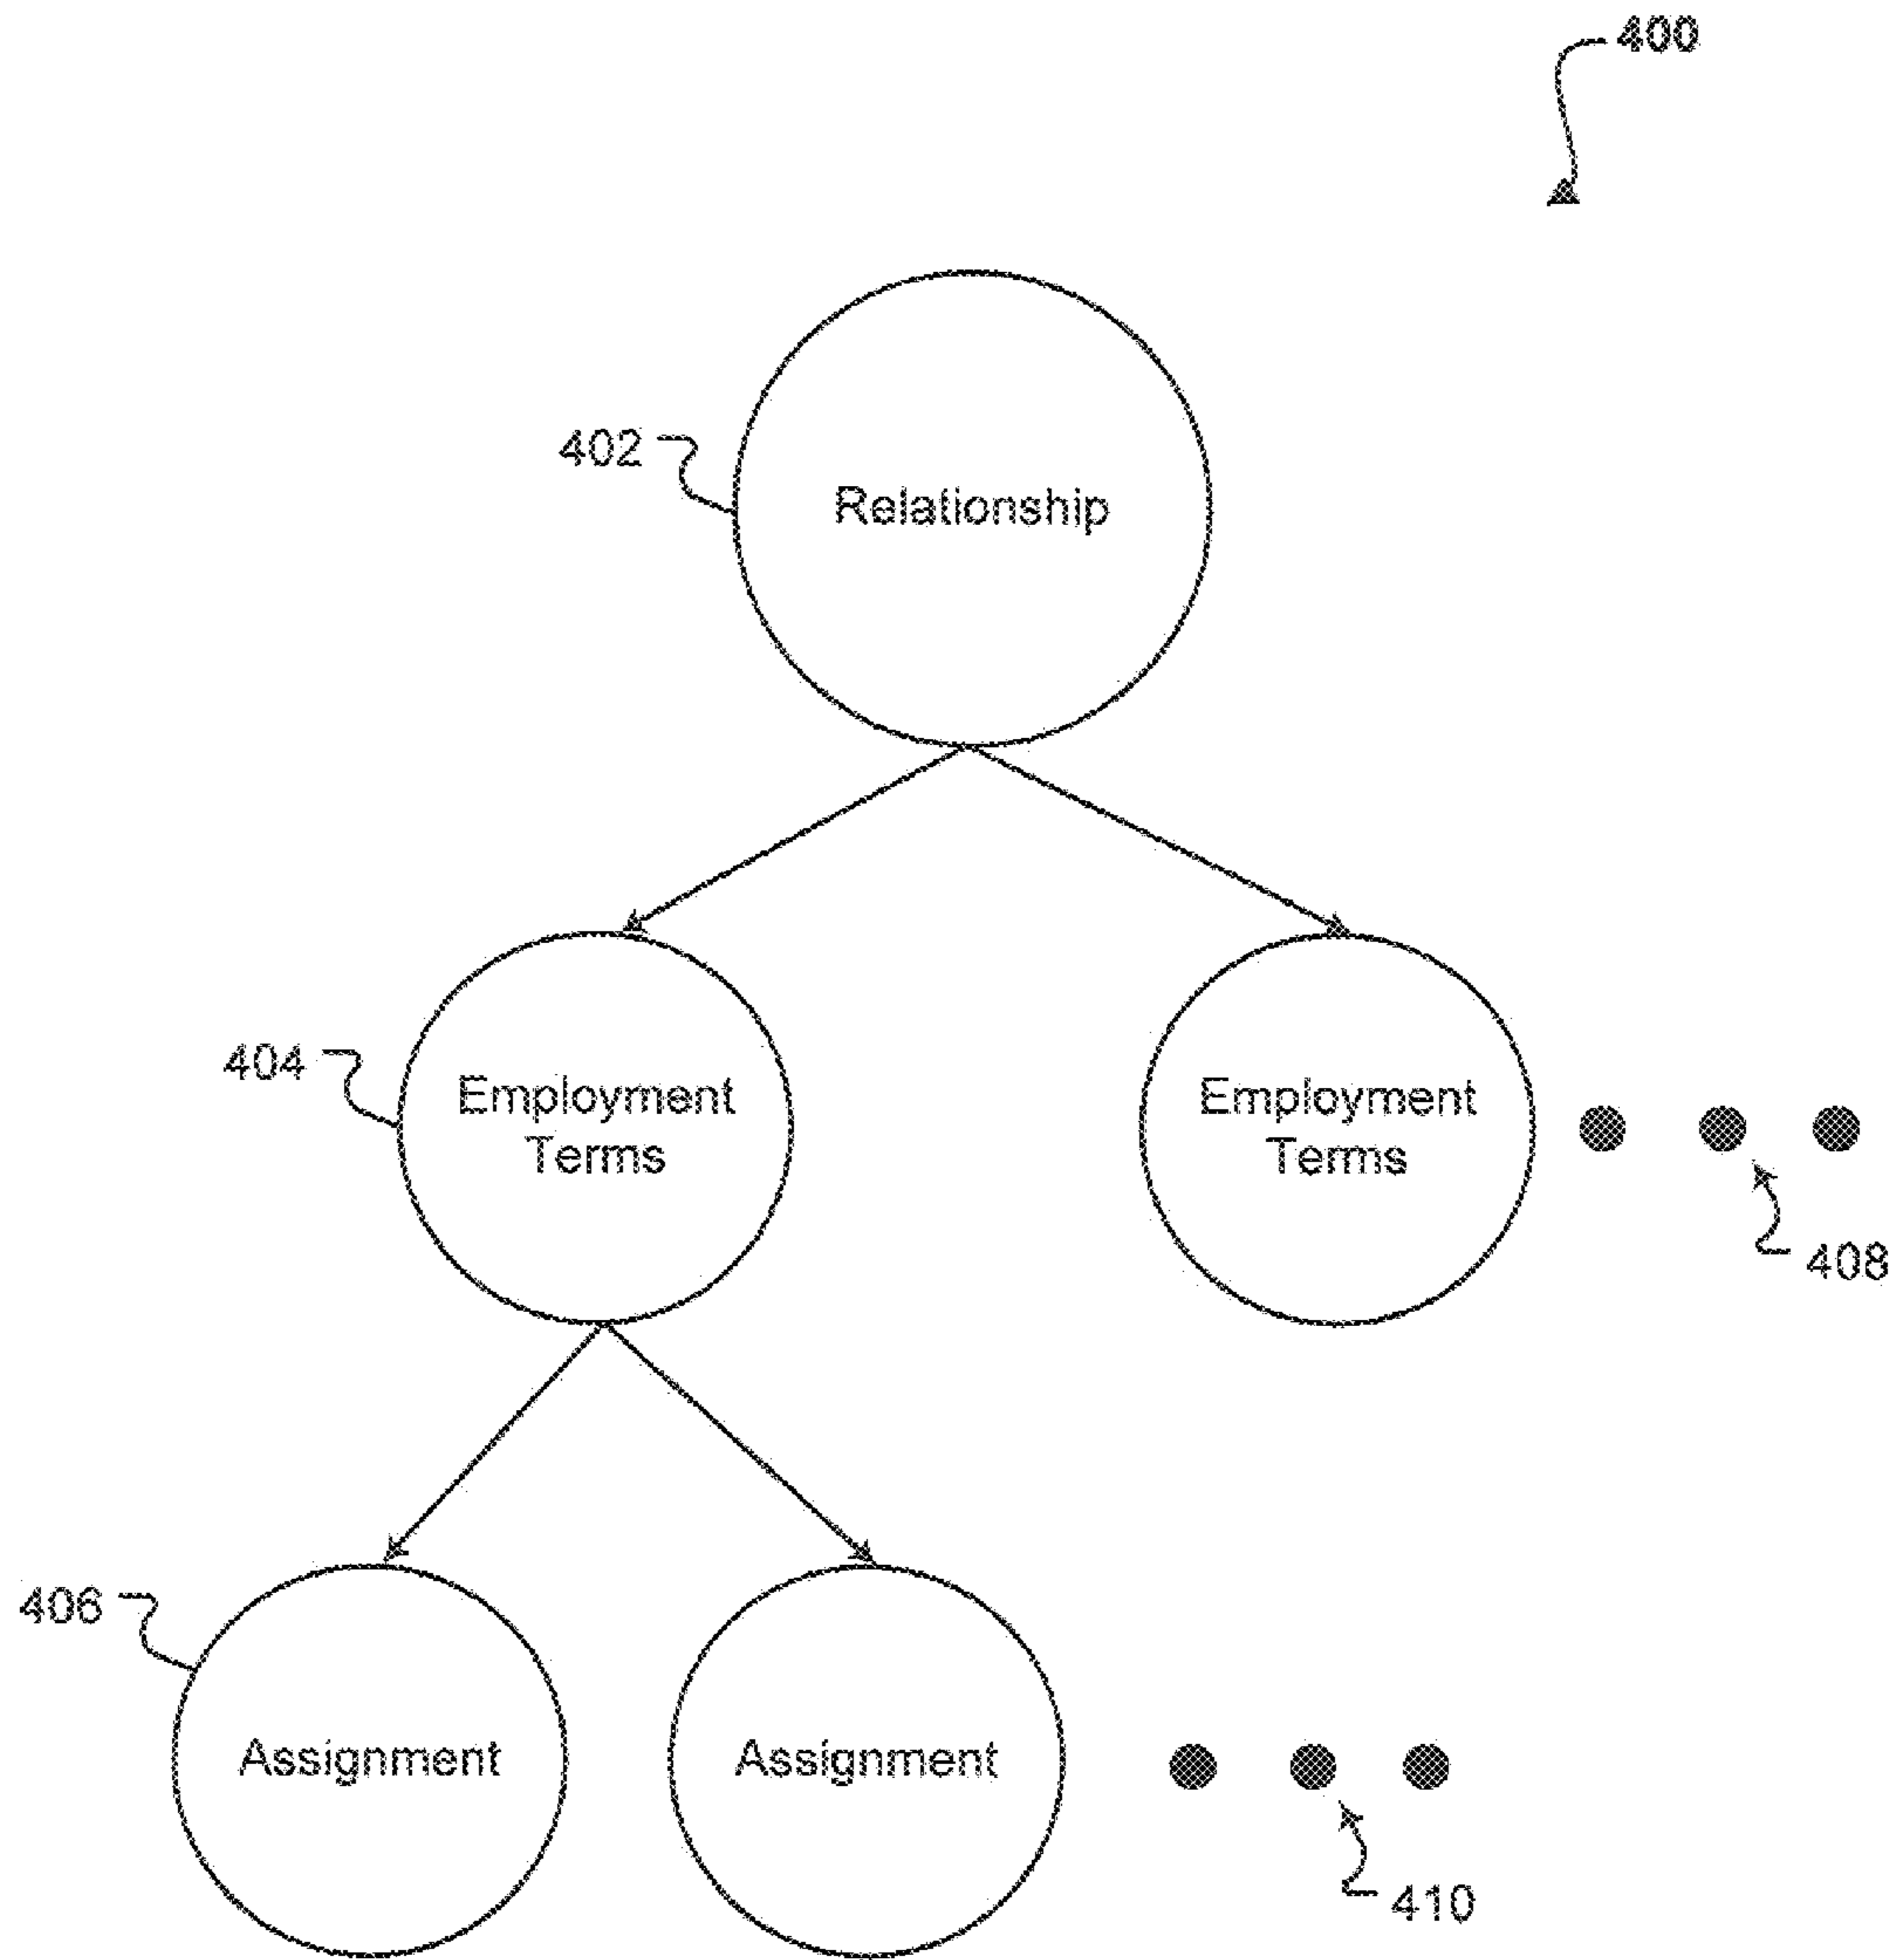 400
402
Relationship
404
Employment
Terms
Employment
Terms
408
406
Assignment
Assignment
410